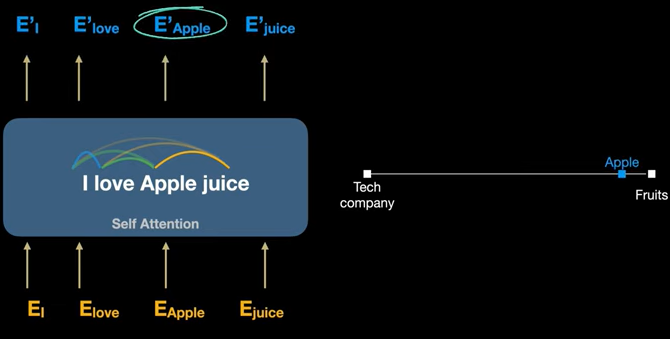 E’I E’love E’Apple E’juice
I love Apple juice
Self Attention
EI Elove EApple Ejuice
Apple
Tech
company
Fruits